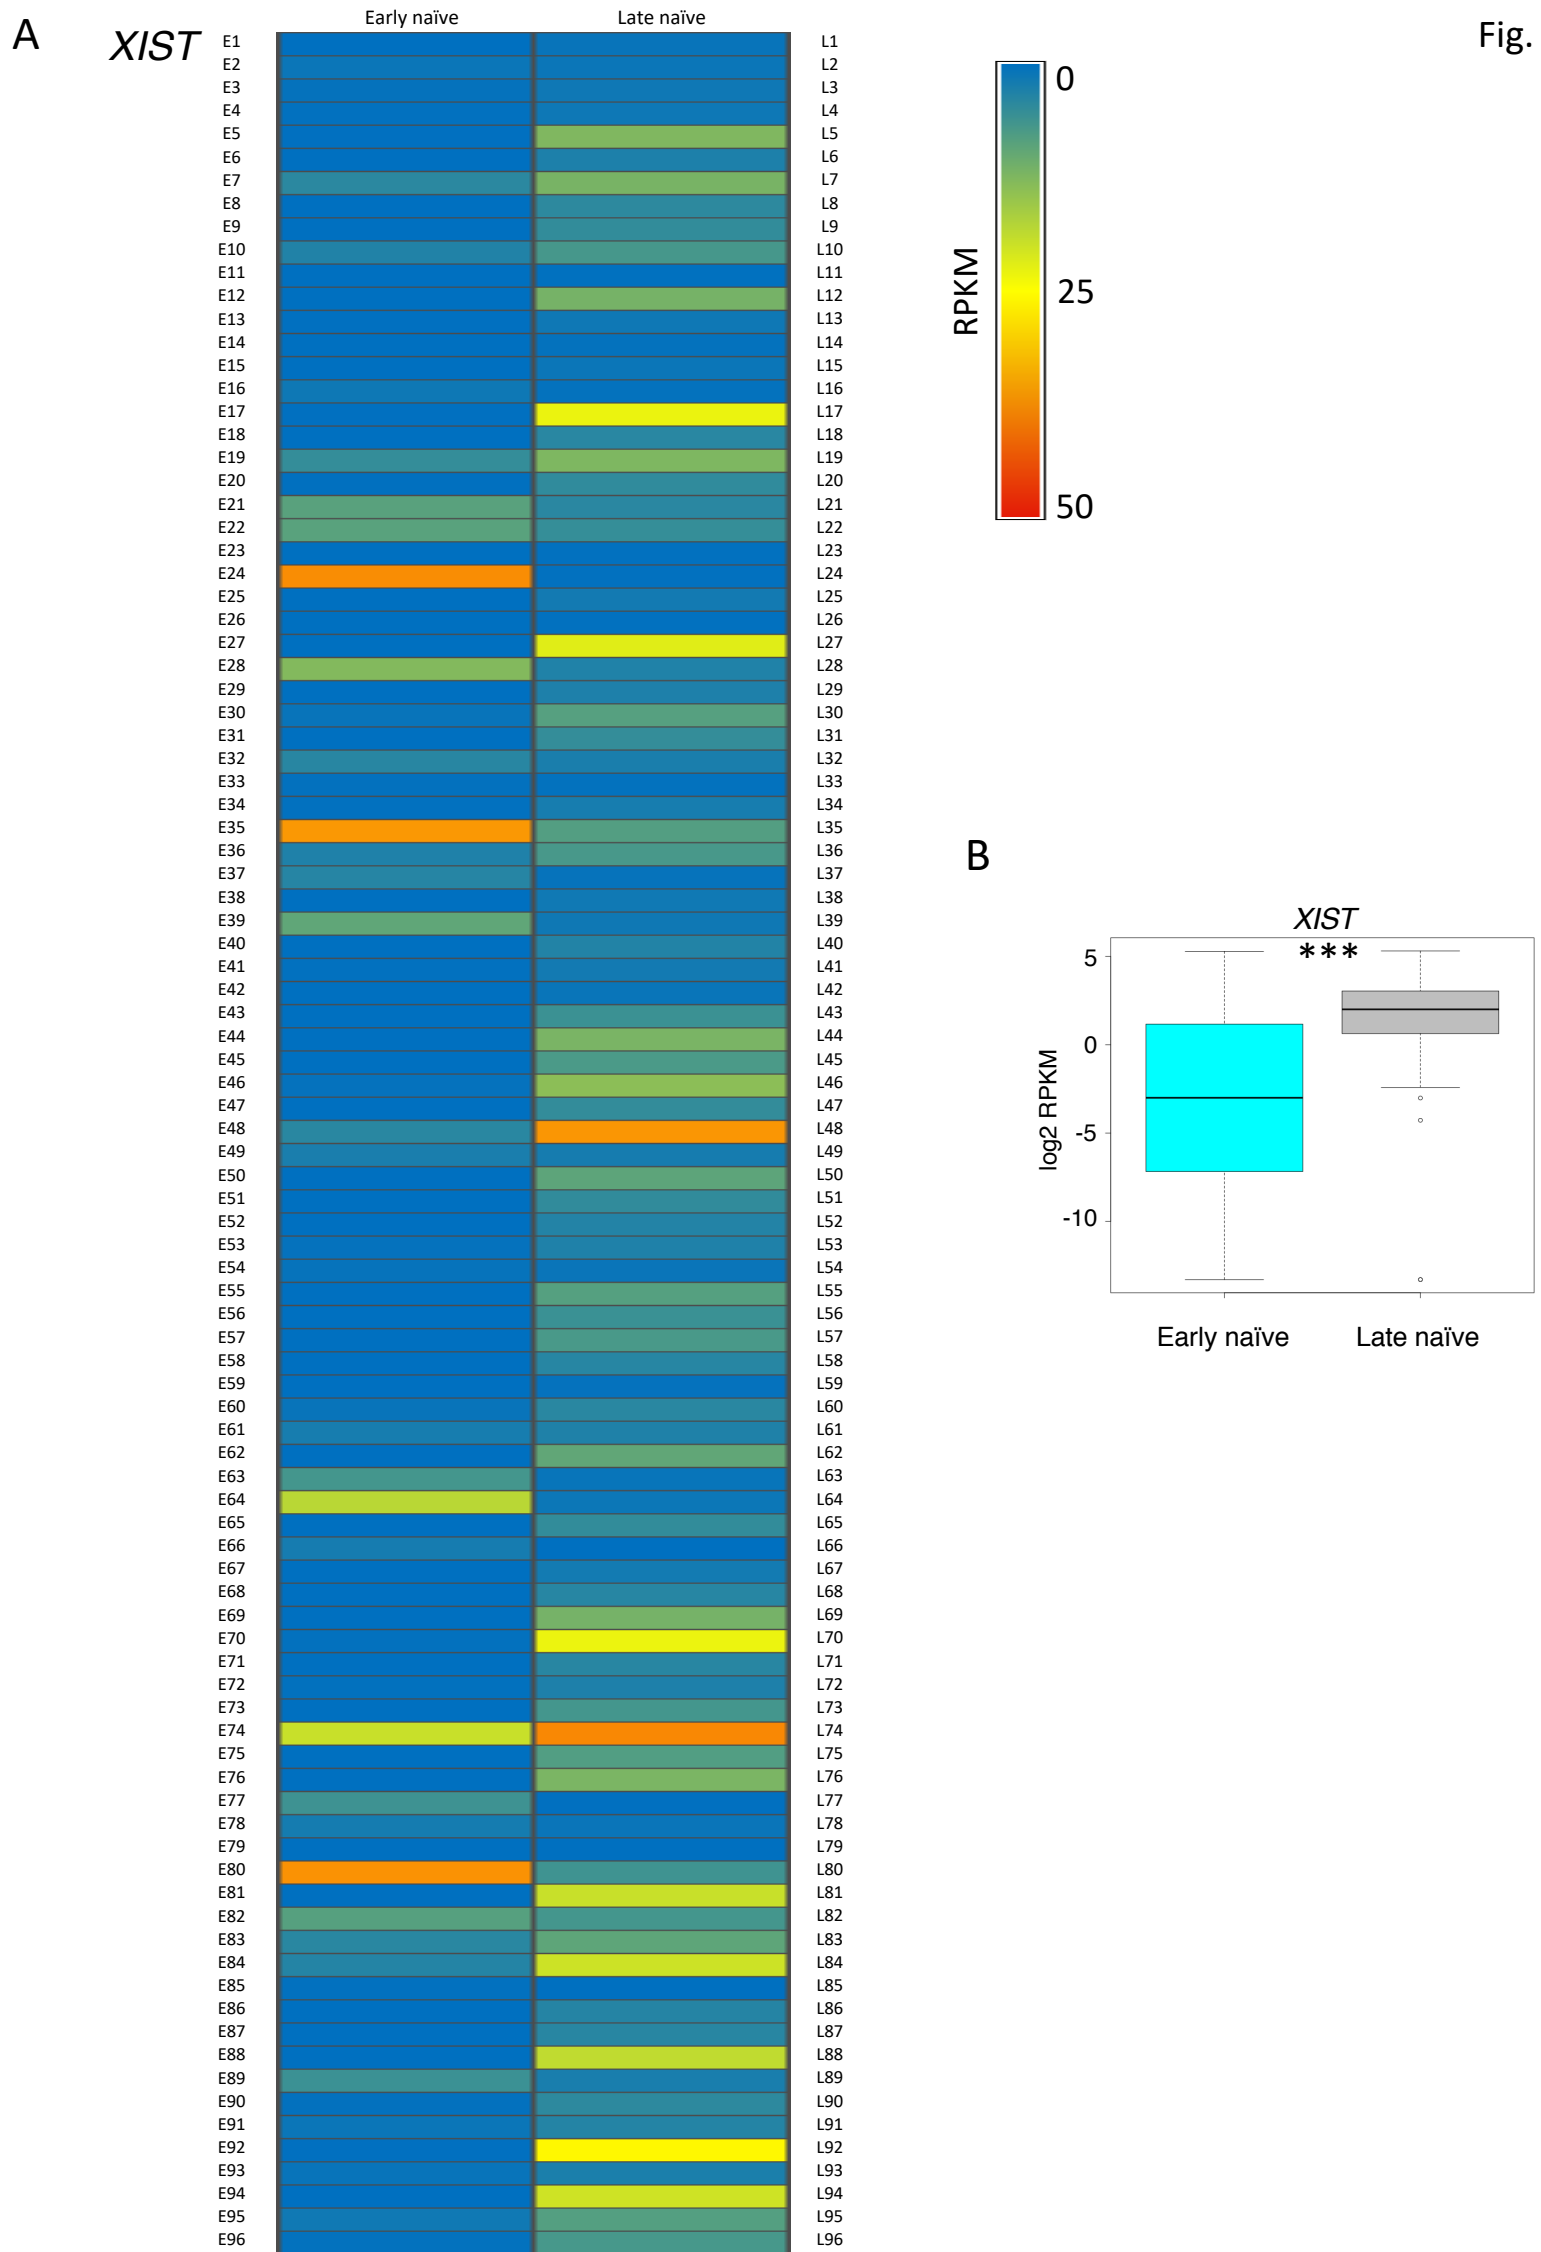 A
XIST
Early naïve Late naïve
Fig.
E1 L1
E2 L2
E3 L3
E4 L4
E5 L5
E6 L6
E7 L7
E8 L8
E9 L9
E10 L10
E11 L11
E12 L12
E13 L13
E14 L14
E15 L15
E16 L16
E17 L17
E18 L18
E19 L19
E20 L20
E21 L21
E22 L22
E23 L23
E24 L24
E25 L25
E26 L26
E27 L27
E28 L28
E29 L29
E30 L30
E31 L31
E32 L32
E33 L33
E34 L34
E35 L35
E36 L36
E37 L37
E38 L38
E39 L39
E40 L40
E41 L41
E42 L42
E43 L43
E44 L44
E45 L45
E46 L46
E47 L47
E48 L48
E49 L49
E50 L50
E51 L51
E52 L52
E53 L53
E54 L54
E55 L55
E56 L56
E57 L57
E58 L58
E59 L59
E60 L60
E61 L61
E62 L62
E63 L63
E64 L64
E65 L65
E66 L66
E67 L67
E68 L68
E69 L69
E70 L70
E71 L71
E72 L72
E73 L73
E74 L74
E75 L75
E76 L76
E77 L77
E78 L78
E79 L79
E80 L80
E81 L81
E82 L82
E83 L83
E84 L84
E85 L85
E86 L86
E87 L87
E88 L88
E89 L89
E90 L90
E91 L91
E92 L92
E93 L93
E94 L94
E95 L95
E96 L96
RPKM
0
25
50
B
XIST
***
log2 RPKM
5
0
-5
-10
Early naïve Late naïve